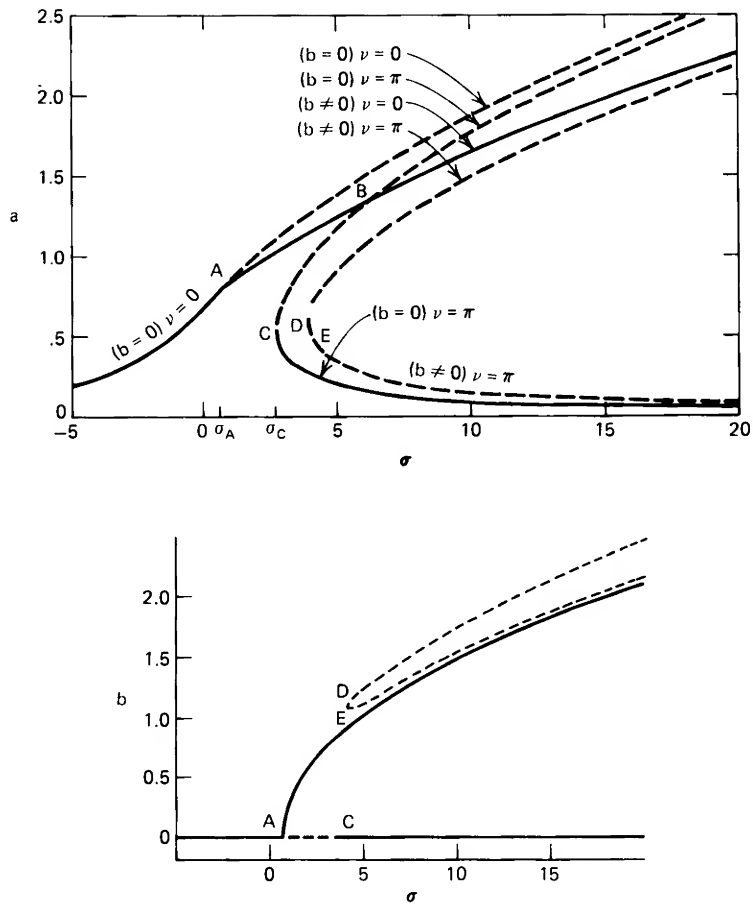 2.5
(b = 0) ν = 0
(b = 0) ν = π
(b ≠ 0) ν = 0
(b ≠ 0) ν = π
2.0
1.5
B
a
1.0
A
(b = 0) ν = 0
.5
C
D
E
(b = 0) ν = π
(b ≠ 0) ν = π
0
−5
0
σA
σC
5
10
15
20
σ
2.0
1.5
b
1.0
0.5
0
D
E
A
C
0
5
10
15
σ